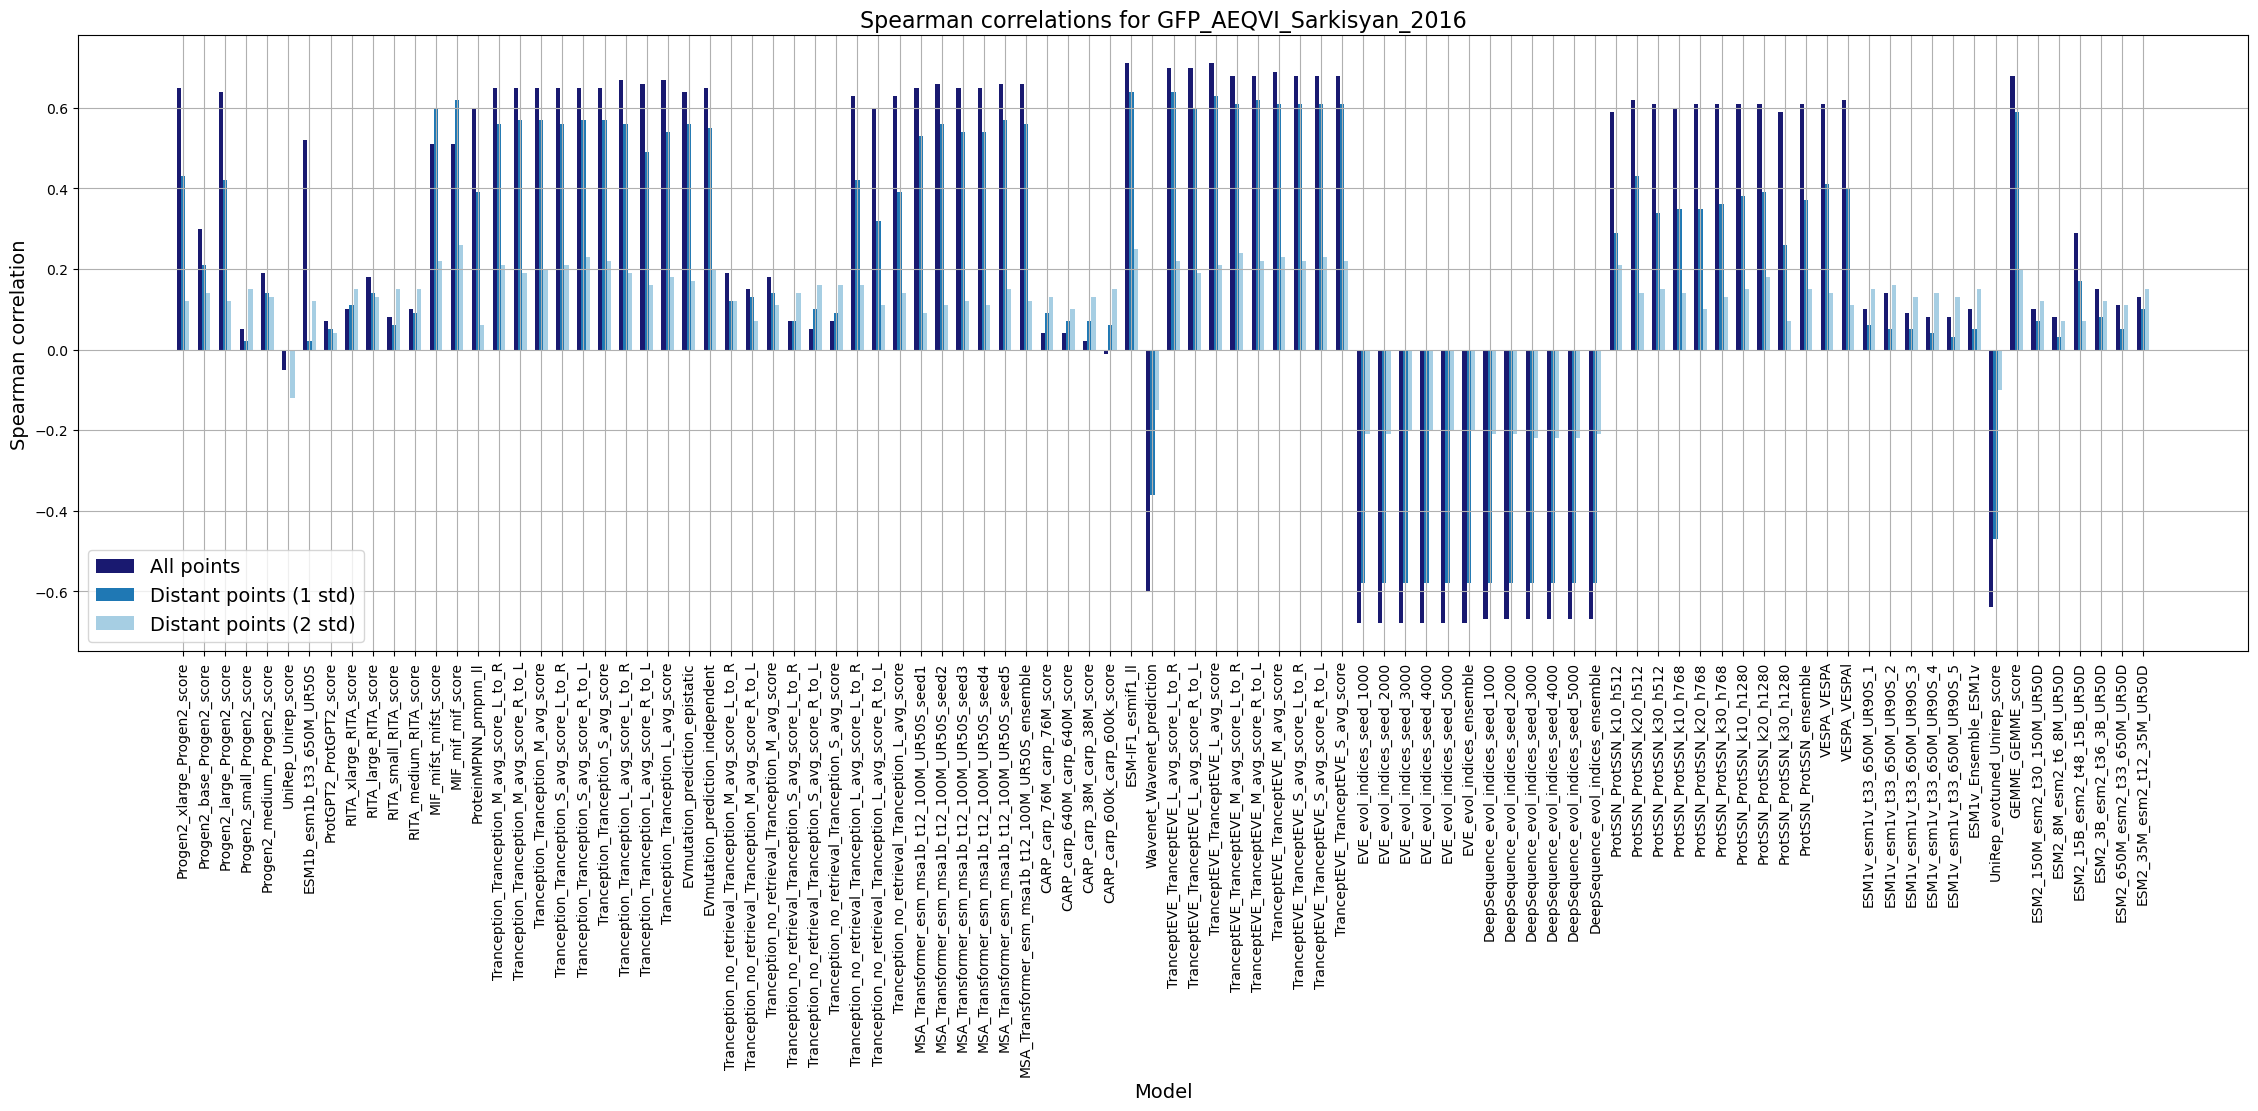 Spearman correlations for GFP_AEQVI_Sarkisyan_2016
Spearman correlation
0.6
0.4
0.2
0.0
−0.2
−0.4
−0.6
All points
Distant points (1 std)
Distant points (2 std)
Progen2_xlarge_Progen2_score
Progen2_base_Progen2_score
Progen2_large_Progen2_score
Progen2_small_Progen2_score
Progen2_medium_Progen2_score
UniRep_Unirep_score
ESM1b_esm1b_t33_650M_UR50S
ProtGPT2_ProtGPT2_score
RITA_xlarge_RITA_score
RITA_large_RITA_score
RITA_small_RITA_score
RITA_medium_RITA_score
MIF_mifst_mifst_score
MIF_mif_mif_score
ProteinMPNN_pmpnn_ll
Tranception_Tranception_M_avg_score_L_to_R
Tranception_Tranception_M_avg_score_R_to_L
Tranception_Tranception_M_avg_score
Tranception_Tranception_S_avg_score_L_to_R
Tranception_Tranception_S_avg_score_R_to_L
Tranception_Tranception_S_avg_score
Tranception_Tranception_L_avg_score_L_to_R
Tranception_Tranception_L_avg_score_R_to_L
Tranception_Tranception_L_avg_score
EVmutation_prediction_epistatic
EVmutation_prediction_independent
Tranception_no_retrieval_Tranception_M_avg_score_L_to_R
Tranception_no_retrieval_Tranception_M_avg_score_R_to_L
Tranception_no_retrieval_Tranception_M_avg_score
Tranception_no_retrieval_Tranception_S_avg_score_L_to_R
Tranception_no_retrieval_Tranception_S_avg_score_R_to_L
Tranception_no_retrieval_Tranception_S_avg_score
Tranception_no_retrieval_Tranception_L_avg_score_L_to_R
Tranception_no_retrieval_Tranception_L_avg_score_R_to_L
Tranception_no_retrieval_Tranception_L_avg_score
MSA_Transformer_esm_msa1b_t12_100M_UR50S_seed1
MSA_Transformer_esm_msa1b_t12_100M_UR50S_seed2
MSA_Transformer_esm_msa1b_t12_100M_UR50S_seed3
MSA_Transformer_esm_msa1b_t12_100M_UR50S_seed4
MSA_Transformer_esm_msa1b_t12_100M_UR50S_seed5
MSA_Transformer_esm_msa1b_t12_100M_UR50S_ensemble
CARP_carp_76M_carp_76M_score
CARP_carp_640M_carp_640M_score
CARP_carp_38M_carp_38M_score
CARP_carp_600k_carp_600k_score
ESM-IF1_esmif1_ll
Wavenet_Wavenet_prediction
TranceptEVE_TranceptEVE_L_avg_score_L_to_R
TranceptEVE_TranceptEVE_L_avg_score_R_to_L
TranceptEVE_TranceptEVE_L_avg_score
TranceptEVE_TranceptEVE_M_avg_score_L_to_R
TranceptEVE_TranceptEVE_M_avg_score_R_to_L
TranceptEVE_TranceptEVE_M_avg_score
TranceptEVE_TranceptEVE_S_avg_score_L_to_R
TranceptEVE_TranceptEVE_S_avg_score_R_to_L
TranceptEVE_TranceptEVE_S_avg_score
EVE_evol_indices_seed_1000
EVE_evol_indices_seed_2000
EVE_evol_indices_seed_3000
EVE_evol_indices_seed_4000
EVE_evol_indices_seed_5000
EVE_evol_indices_ensemble
DeepSequence_evol_indices_seed_1000
DeepSequence_evol_indices_seed_2000
DeepSequence_evol_indices_seed_3000
DeepSequence_evol_indices_seed_4000
DeepSequence_evol_indices_seed_5000
DeepSequence_evol_indices_ensemble
ProtSSN_ProtSSN_k10_h512
ProtSSN_ProtSSN_k20_h512
ProtSSN_ProtSSN_k30_h512
ProtSSN_ProtSSN_k10_h768
ProtSSN_ProtSSN_k20_h768
ProtSSN_ProtSSN_k30_h768
ProtSSN_ProtSSN_k10_h1280
ProtSSN_ProtSSN_k20_h1280
ProtSSN_ProtSSN_k30_h1280
ProtSSN_ProtSSN_ensemble
VESPA_VESPA
VESPA_VESPAl
ESM1v_esm1v_t33_650M_UR90S_1
ESM1v_esm1v_t33_650M_UR90S_2
ESM1v_esm1v_t33_650M_UR90S_3
ESM1v_esm1v_t33_650M_UR90S_4
ESM1v_esm1v_t33_650M_UR90S_5
ESM1v_Ensemble_ESM1v
UniRep_evotuned_Unirep_score
GEMME_GEMME_score
ESM2_150M_esm2_t30_150M_UR50D
ESM2_8M_esm2_t6_8M_UR50D
ESM2_15B_esm2_t48_15B_UR50D
ESM2_3B_esm2_t36_3B_UR50D
ESM2_650M_esm2_t33_650M_UR50D
ESM2_35M_esm2_t12_35M_UR50D
Model